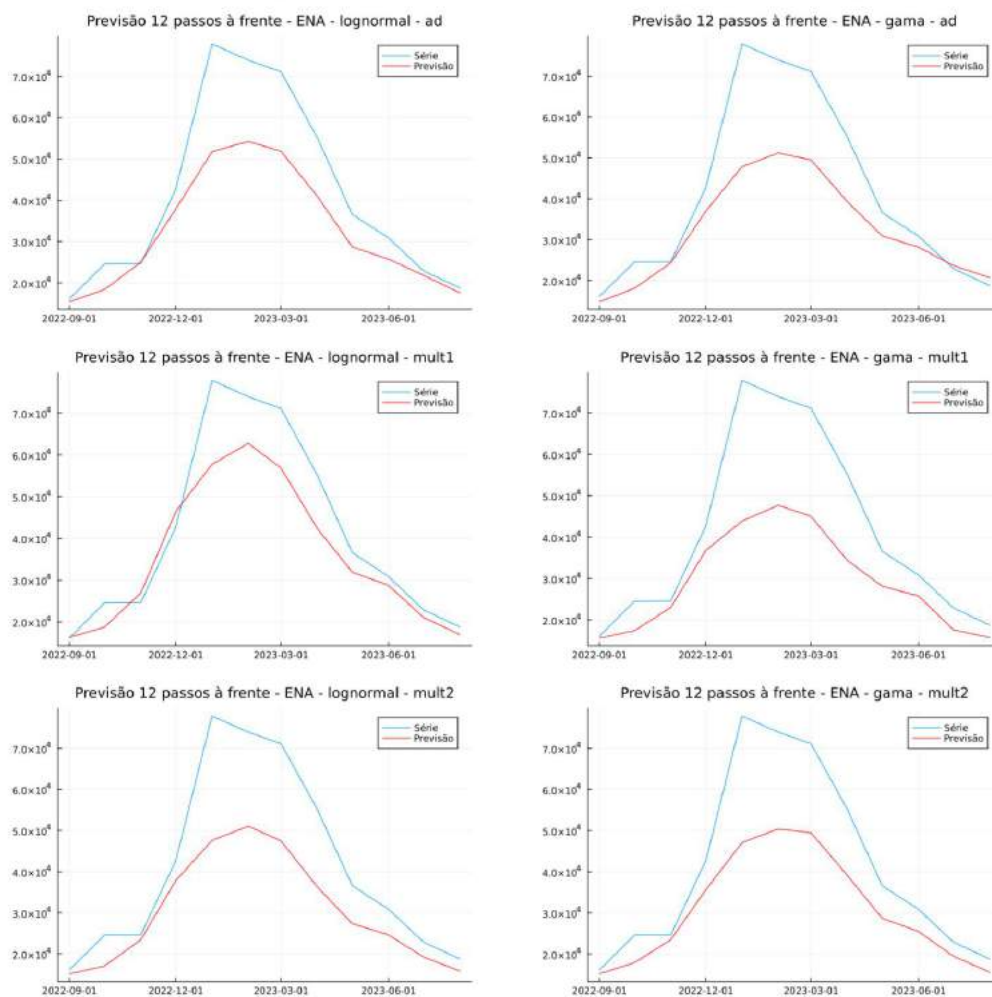 Previsão 12 passos à frente - ENA - lognormal - ad
Série
Previsão
7.0×10⁴
6.0×10⁴
5.0×10⁴
4.0×10⁴
3.0×10⁴
2.0×10⁴
2022-09-01 2022-12-01 2023-03-01 2023-06-01
Previsão 12 passos à frente - ENA - gama - ad
Série
Previsão
7.0×10⁴
6.0×10⁴
5.0×10⁴
4.0×10⁴
3.0×10⁴
2.0×10⁴
2022-09-01 2022-12-01 2023-03-01 2023-06-01
Previsão 12 passos à frente - ENA - lognormal - mult1
Série
Previsão
7.0×10⁴
6.0×10⁴
5.0×10⁴
4.0×10⁴
3.0×10⁴
2.0×10⁴
2022-09-01 2022-12-01 2023-03-01 2023-06-01
Previsão 12 passos à frente - ENA - gama - mult1
Série
Previsão
7.0×10⁴
6.0×10⁴
5.0×10⁴
4.0×10⁴
3.0×10⁴
2.0×10⁴
2022-09-01 2022-12-01 2023-03-01 2023-06-01
Previsão 12 passos à frente - ENA - lognormal - mult2
Série
Previsão
7.0×10⁴
6.0×10⁴
5.0×10⁴
4.0×10⁴
3.0×10⁴
2.0×10⁴
2022-09-01 2022-12-01 2023-03-01 2023-06-01
Previsão 12 passos à frente - ENA - gama - mult2
Série
Previsão
7.0×10⁴
6.0×10⁴
5.0×10⁴
4.0×10⁴
3.0×10⁴
2.0×10⁴
2022-09-01 2022-12-01 2023-03-01 2023-06-01